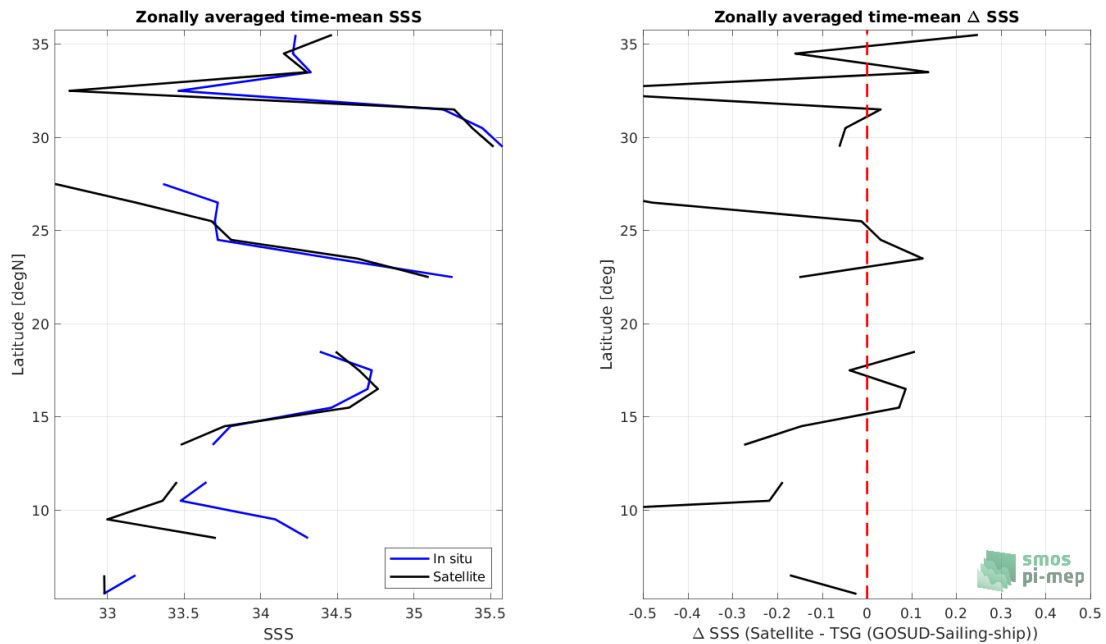 Zonally averaged time-mean SSS
35
30
25
20
15
10
Latitude [degN]
33
33.5
34
34.5
35
35.5
SSS
In situ
Satellite
Zonally averaged time-mean Δ SSS
35
30
25
20
15
10
Latitude [deg]
-0.5
-0.4
-0.3
-0.2
-0.1
0
0.1
0.2
0.3
0.4
0.5
Δ SSS (Satellite - TSG (GOSUD-Sailing-ship))
smos
pi-mep